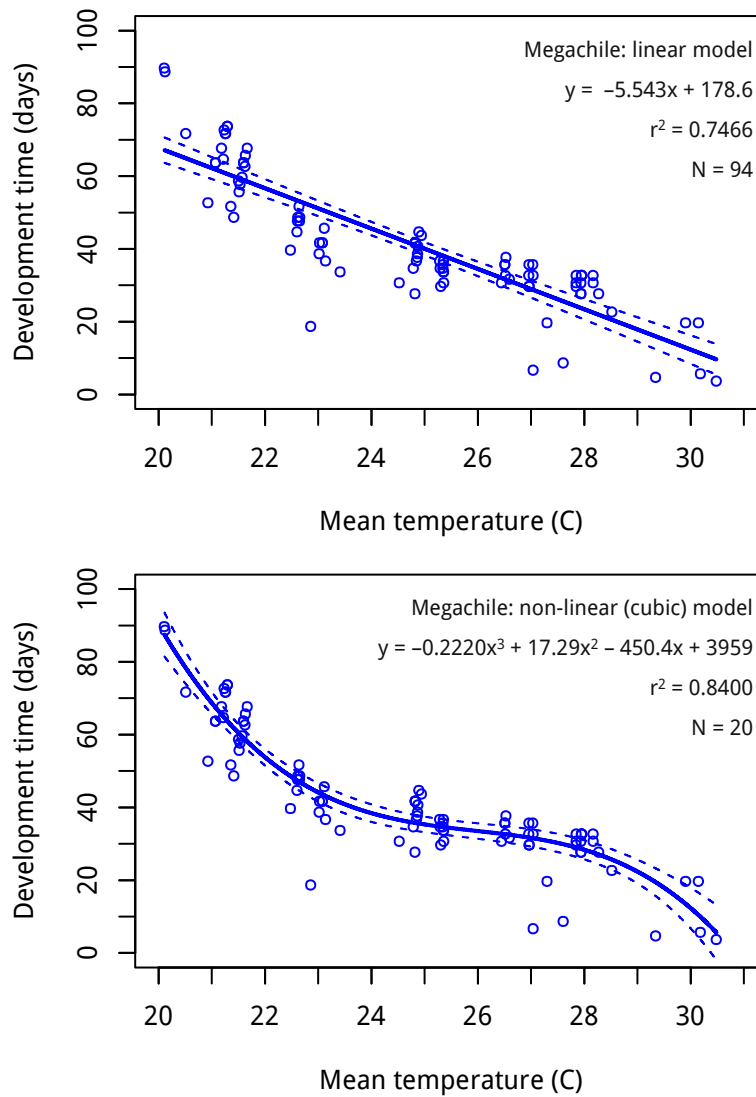 Megachile: linear model
y = –5.543x + 178.6
r² = 0.7466
N = 94
Development time (days)
100
80
60
40
20
0
20 22 24 26 28 30
Mean temperature (C)
Megachile: non-linear (cubic) model
y = –0.2220x³ + 17.29x² – 450.4x + 3959
r² = 0.8400
N = 20
Development time (days)
100
80
60
40
20
0
20 22 24 26 28 30
Mean temperature (C)